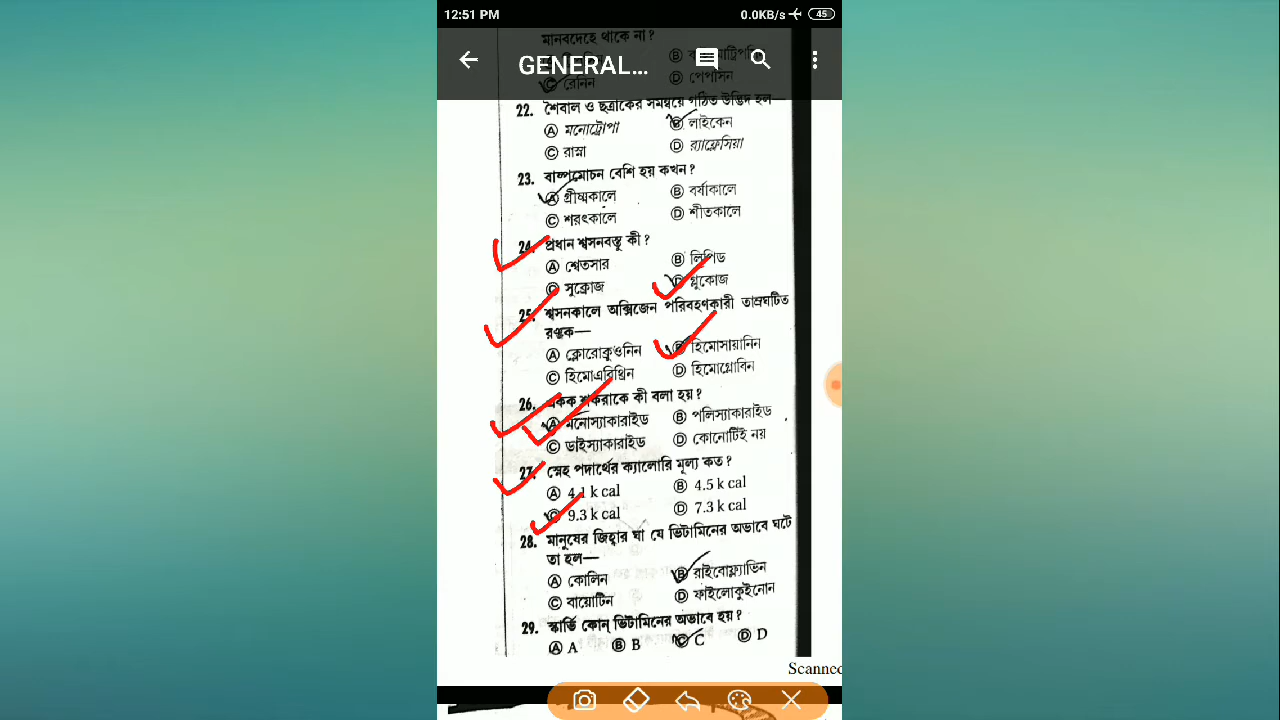 12:51 PM 0.0KB/s 45
মানবদেহে থাকে না?
GENERAL...
Ⓑ
Ⓒ রেনিন Ⓓ পেপসিন
22. শৈবাল ও ছত্রাকের সমন্বয়ে গঠিত উদ্ভিদ হল—
Ⓐ মনোট্রোপা Ⓑ লাইকেন
Ⓒ রাস্না Ⓓ র‍্যাফ্লেসিয়া
23. বাষ্পমোচন বেশি হয় কখন?
Ⓐ গ্রীষ্মকালে Ⓑ বর্ষাকালে
Ⓒ শরৎকালে Ⓓ শীতকালে
24. প্রধান শ্বসনবস্তু কী?
Ⓐ শ্বেতসার Ⓑ লিপিড
Ⓒ সুক্রোজ Ⓓ গ্লুকোজ
25. শ্বসনকালে অক্সিজেন পরিবহণকারী তাম্রঘটিত
রঞ্জক—
Ⓐ ক্লোরোক্রুওনিন Ⓑ হিমোসায়ানিন
Ⓒ হিমোএরিথ্রিন Ⓓ হিমোগ্লোবিন
26. একক শর্করাকে কী বলা হয়?
Ⓐ মনোস্যাকারাইড Ⓑ পলিস্যাকারাইড
Ⓒ ডাইস্যাকারাইড Ⓓ কোনোটিই নয়
27. স্নেহ পদার্থের ক্যালোরি মূল্য কত?
Ⓐ 4.1 k cal Ⓑ 4.5 k cal
Ⓒ 9.3 k cal Ⓓ 7.3 k cal
28. মানুষের জিহ্বার ঘা যে ভিটামিনের অভাবে ঘটে
তা হল—
Ⓐ কোলিন Ⓑ রাইবোফ্ল্যাভিন
Ⓒ বায়োটিন Ⓓ ফাইলোকুইনোন
29. স্কার্ভি কোন্ ভিটামিনের অভাবে হয়?
Ⓐ A Ⓑ B Ⓒ C Ⓓ D
Scanned